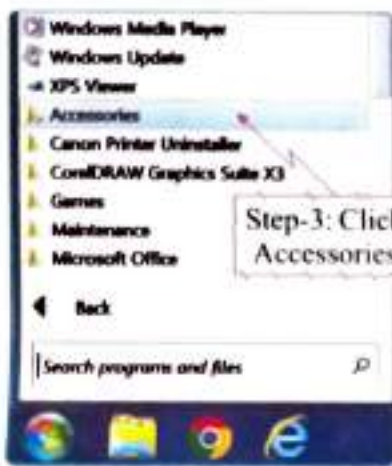 Windows Media Player
Windows Update
XPS Viewer
Accessories
Canon Printer Uninstaller
CorelDRAW Graphics Suite X3
Games
Maintenance
Microsoft Office
Step-3: Click
Accessories
Back
Search programs and files